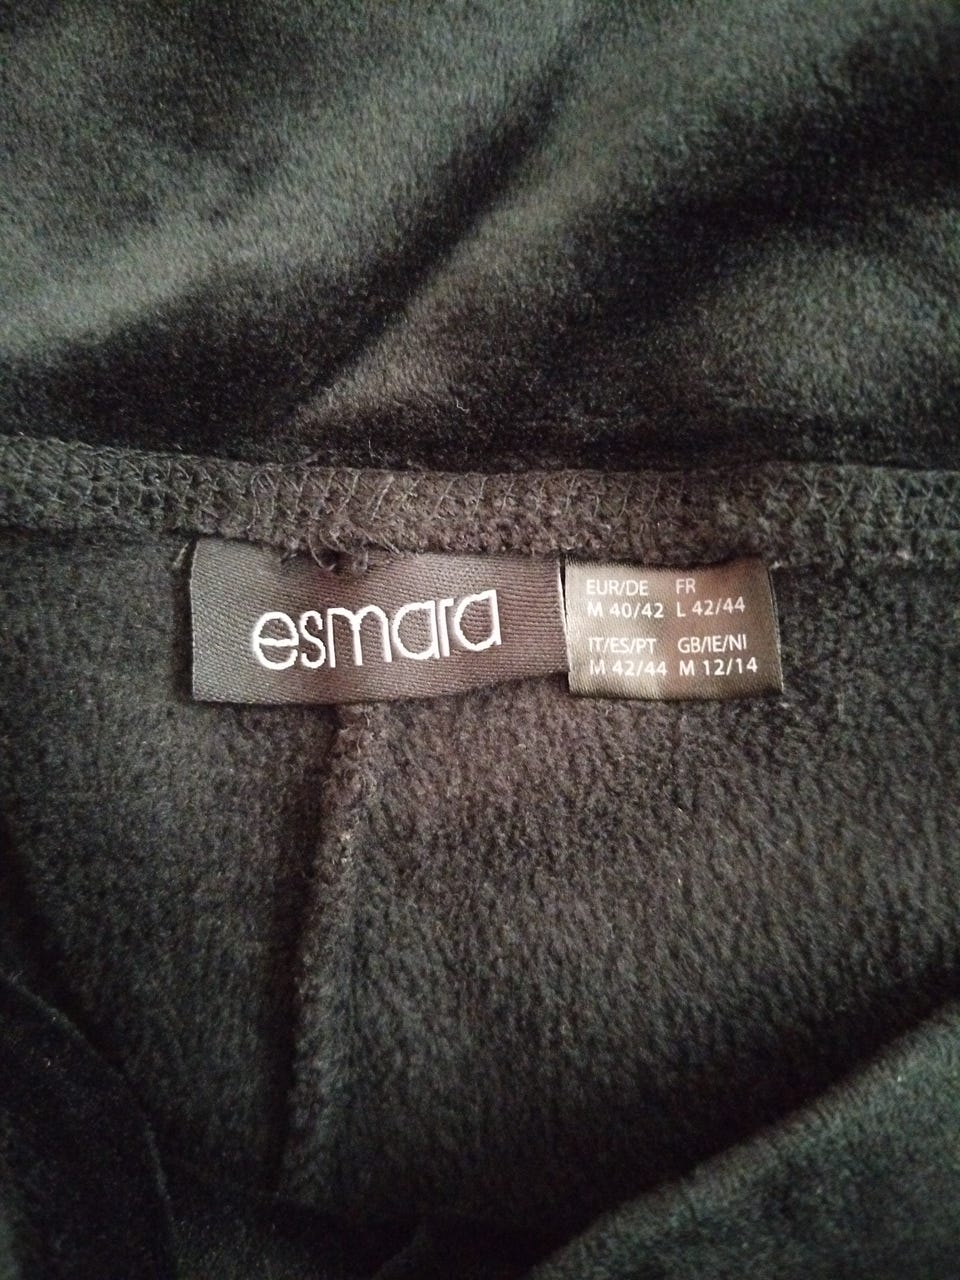 esmara
EUR/DE FR
M 40/42 L 42/44
IT/ES/PT GB/IE/NI
M 42/44 M 12/14